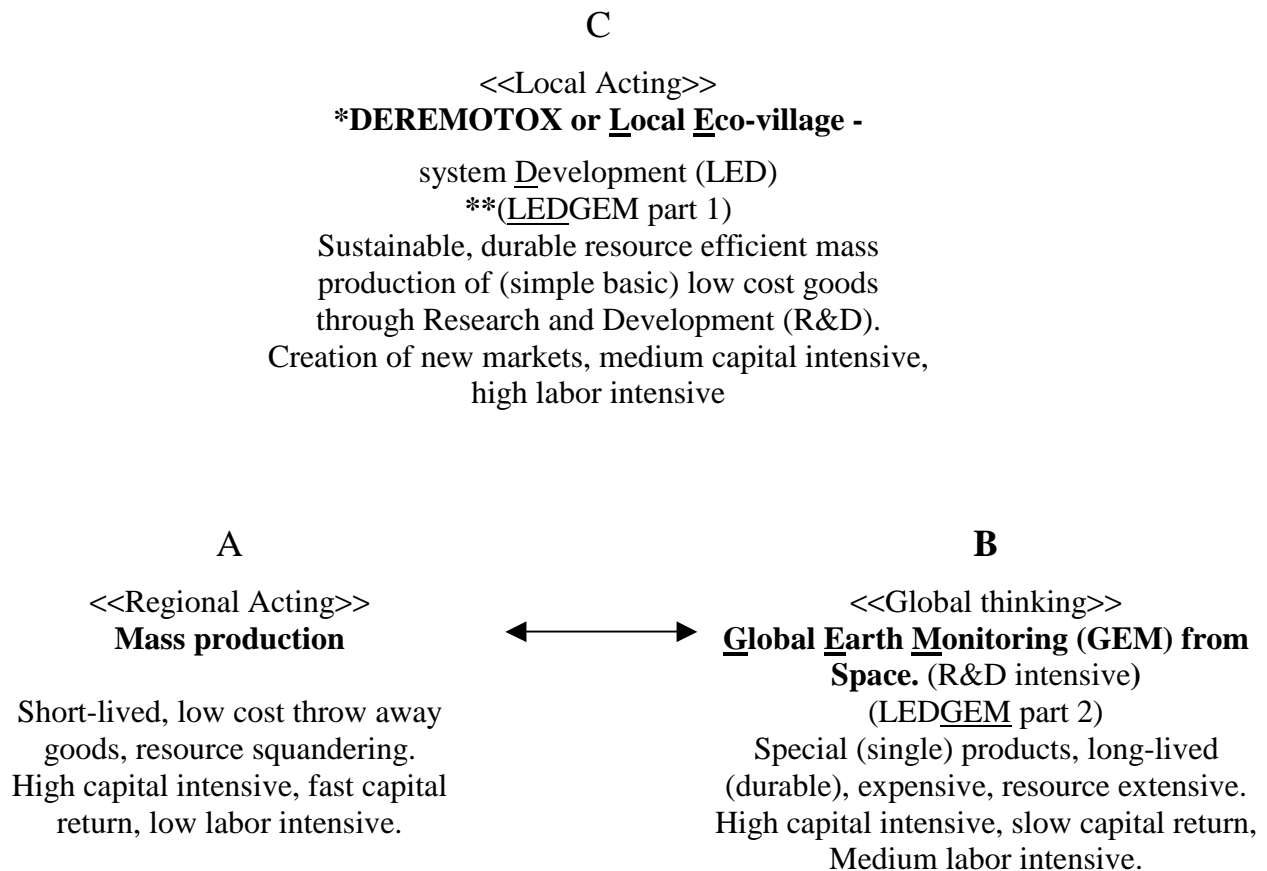 C
<<Local Acting>>
*DEREMOTOX or Local Eco-village -
system Development (LED)
**(LEDGEM part 1)
Sustainable, durable resource efficient mass
production of (simple basic) low cost goods
through Research and Development (R&D).
Creation of new markets, medium capital intensive,
high labor intensive
A
<<Regional Acting>>
Mass production
Short-lived, low cost throw away
goods, resource squandering.
High capital intensive, fast capital
return, low labor intensive.
B
<<Global thinking>>
Global Earth Monitoring (GEM) from
Space. (R&D intensive)
(LEDGEM part 2)
Special (single) products, long-lived
(durable), expensive, resource extensive.
High capital intensive, slow capital return,
Medium labor intensive.